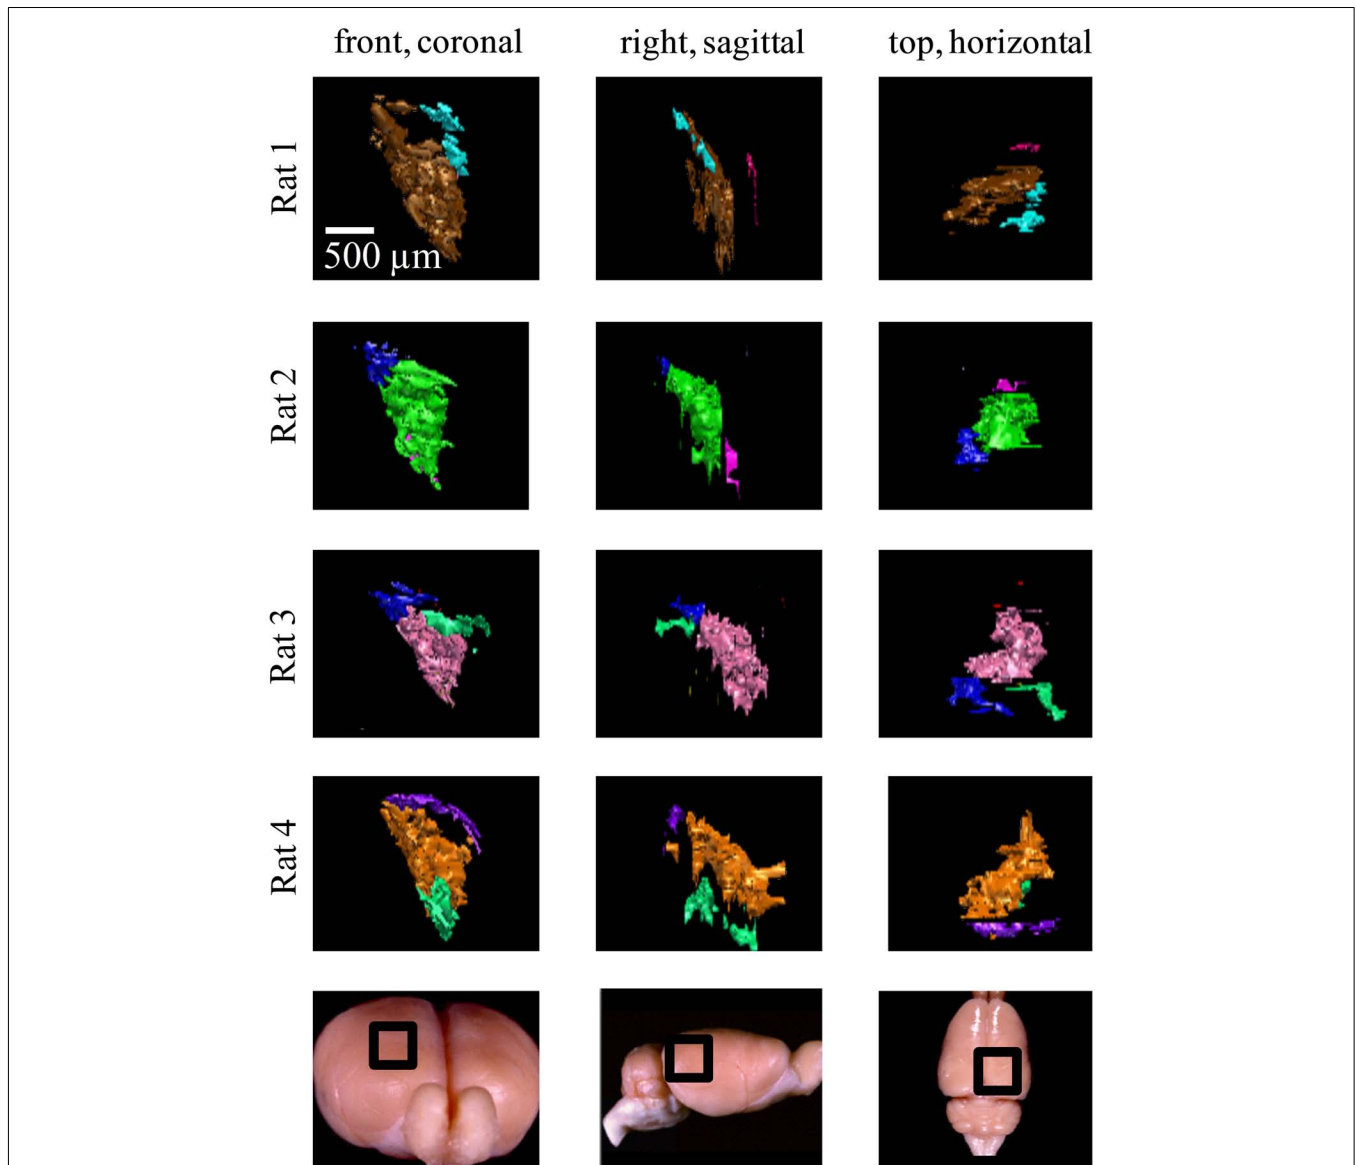 front, coronal right, sagittal top, horizontal
Rat 1
500 µm
Rat 2
Rat 3
Rat 4